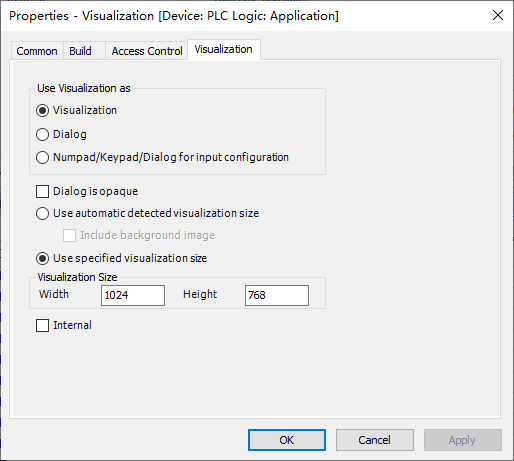 Properties - Visualization [Device: PLC Logic: Application]
Common Build Access Control Visualization
Use Visualization as
Visualization
Dialog
Numpad/Keypad/Dialog for input configuration
Dialog is opaque
Use automatic detected visualization size
Include background image
Use specified visualization size
Visualization Size
Width 1024 Height 768
Internal
OK Cancel Apply